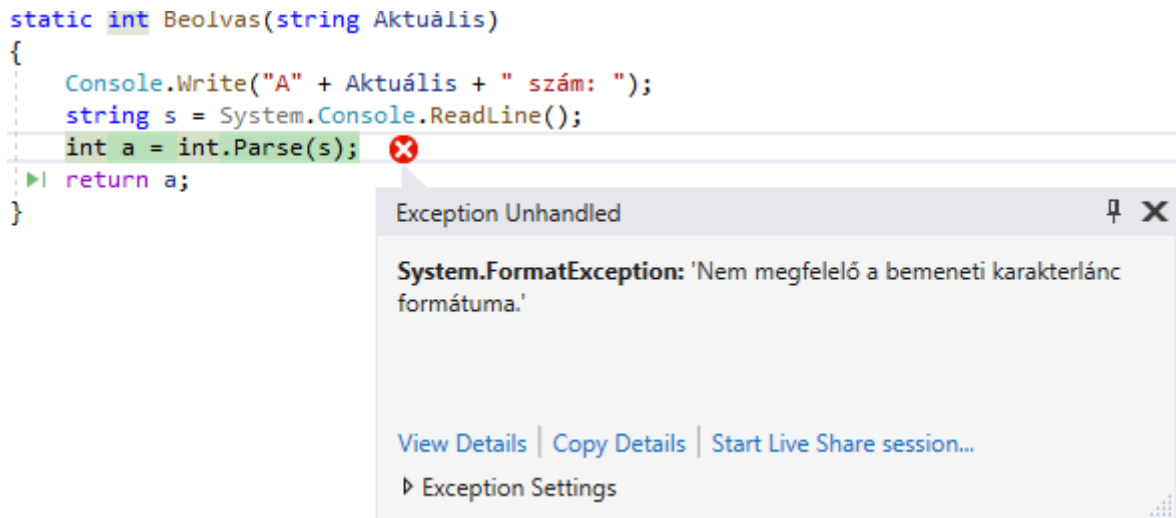 static int Beolvas(string Aktuális)
{
Console.Write("A" + Aktuális + " szám: ");
string s = System.Console.ReadLine();
int a = int.Parse(s);
return a;
}
Exception Unhandled
System.FormatException: 'Nem megfelelő a bemeneti karakterlánc
formátuma.'
View Details | Copy Details | Start Live Share session...
Exception Settings